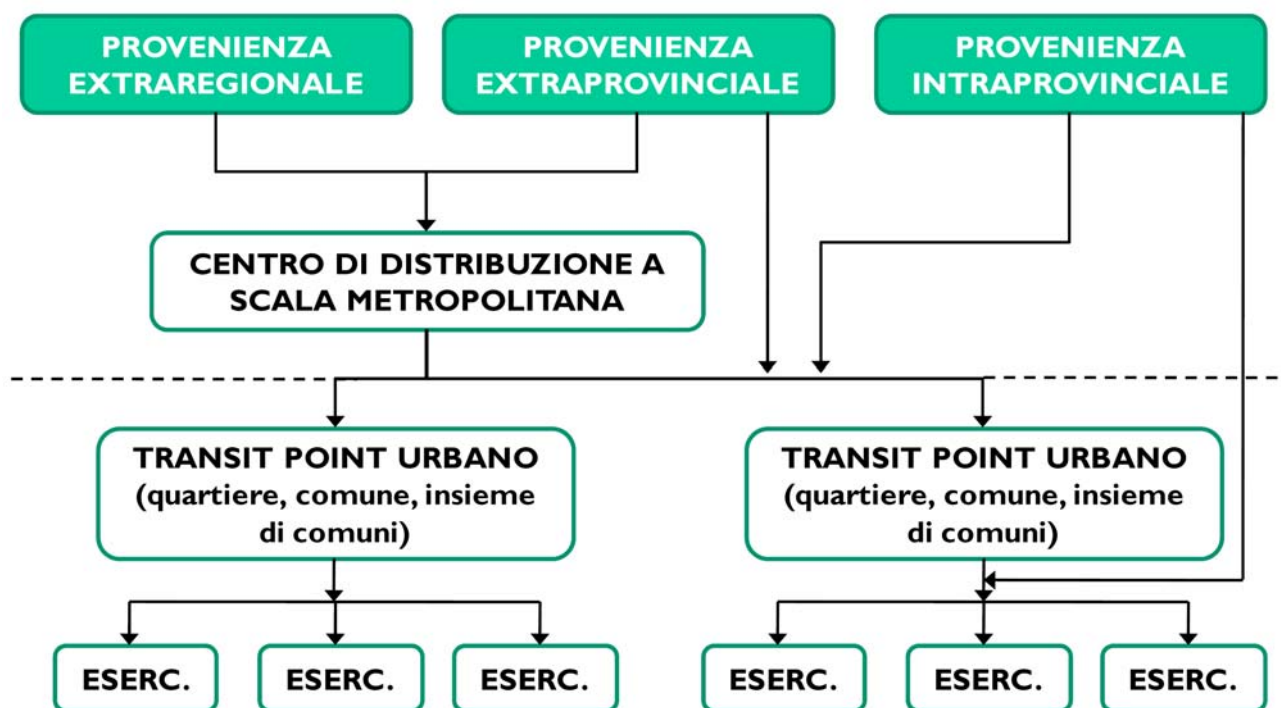 PROVENIENZA
EXTRAREGIONALE
PROVENIENZA
EXTRAPROVINCIALE
PROVENIENZA
INTRAPROVINCIALE
CENTRO DI DISTRIBUZIONE A
SCALA METROPOLITANA
TRANSIT POINT URBANO
(quartiere, comune, insieme
di comuni)
TRANSIT POINT URBANO
(quartiere, comune, insieme
di comuni)
ESERC.
ESERC.
ESERC.
ESERC.
ESERC.
ESERC.